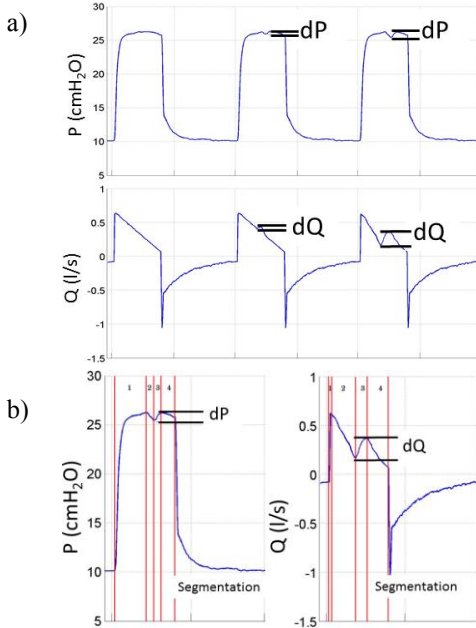 a)
P (cmH₂O)
30
25
20
15
10
5
dP
dP
Q (l/s)
1
0.5
0
-0.5
-1
-1.5
dQ
dQ
b)
P (cmH₂O)
30
25
20
15
10
5
1 2 3 4
dP
Segmentation
Q (l/s)
1
0.5
0
-0.5
-1
1 2 3 4
dQ
Segmentation